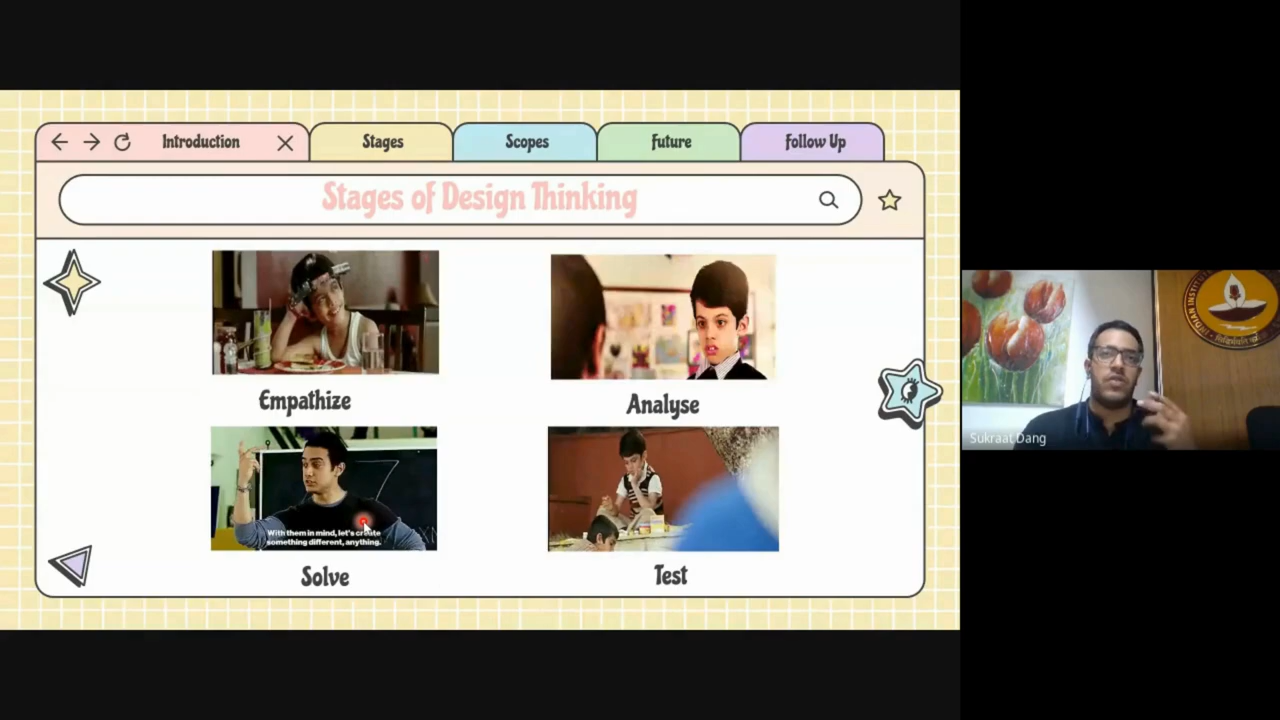 Introduction
Stages
Scopes
Future
Follow Up
Stages of Design Thinking
Empathize
Analyse
With them in mind, let's create
something different, anything.
Solve
Test
Sukraat Dang